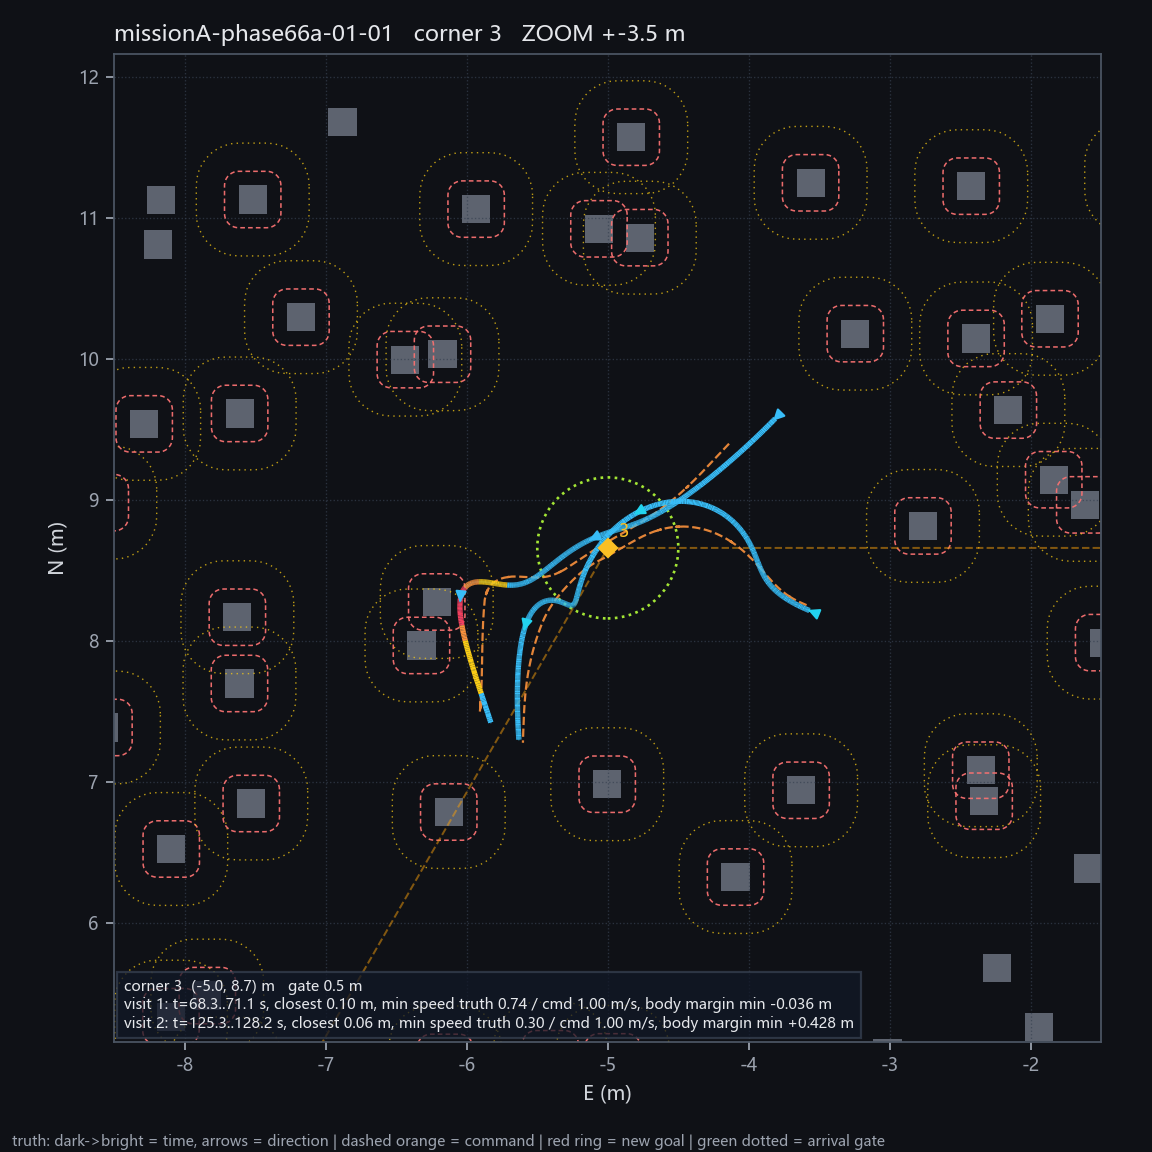 missionA-phase66a-01-01   corner 3   ZOOM +-3.5 m
12
11
10
9
8
7
6
N (m)
3
corner 3  (-5.0, 8.7) m   gate 0.5 m
visit 1: t=68.3..71.1 s, closest 0.10 m, min speed truth 0.74 / cmd 1.00 m/s, body margin min -0.036 m
visit 2: t=125.3..128.2 s, closest 0.06 m, min speed truth 0.30 / cmd 1.00 m/s, body margin min +0.428 m
-8 -7 -6 -5 -4 -3 -2
E (m)
truth: dark->bright = time, arrows = direction | dashed orange = command | red ring = new goal | green dotted = arrival gate